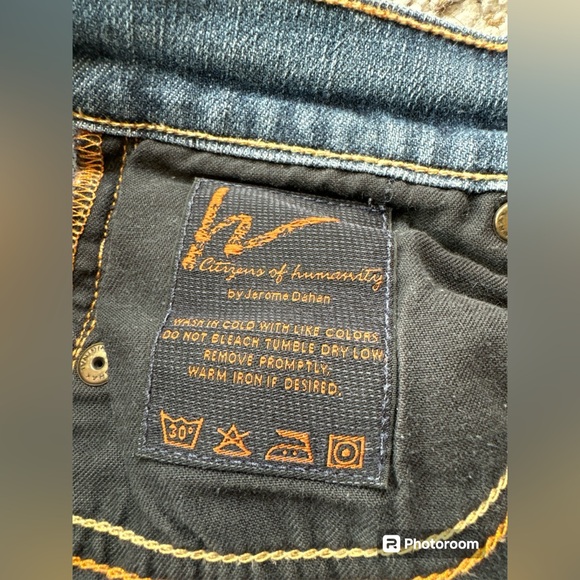 h
Citizens of humanity
by Jerome Dahan
WASH IN COLD WITH LIKE COLORS
DO NOT BLEACH TUMBLE DRY LOW
REMOVE PROMPTLY.
WARM IRON IF DESIRED.
30°
Photoroom